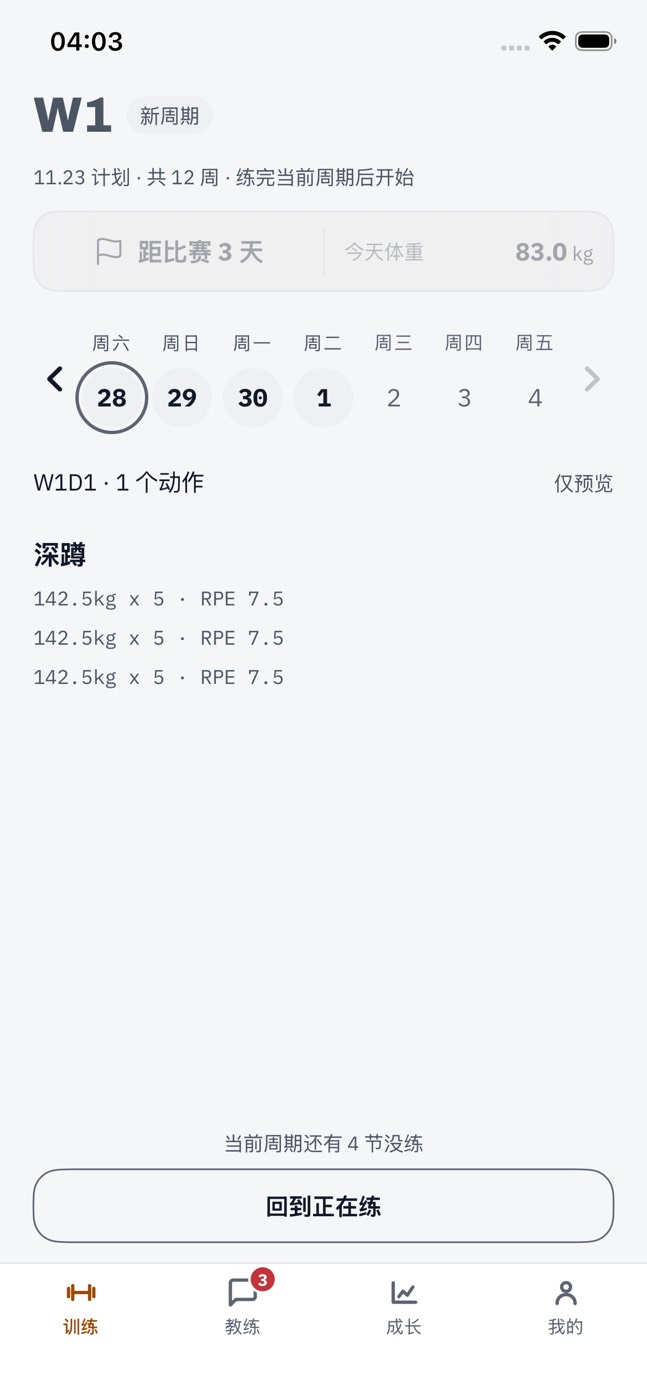 04:03
W1 新周期
11.23 计划 · 共 12 周 · 练完当前周期后开始
距比赛 3 天 今天体重 83.0 kg
周六 周日 周一 周二 周三 周四 周五
28 29 30 1 2 3 4
W1D1 · 1 个动作 仅预览
深蹲
142.5kg x 5 · RPE 7.5
142.5kg x 5 · RPE 7.5
142.5kg x 5 · RPE 7.5
当前周期还有 4 节没练
回到正在练
3
训练 教练 成长 我的